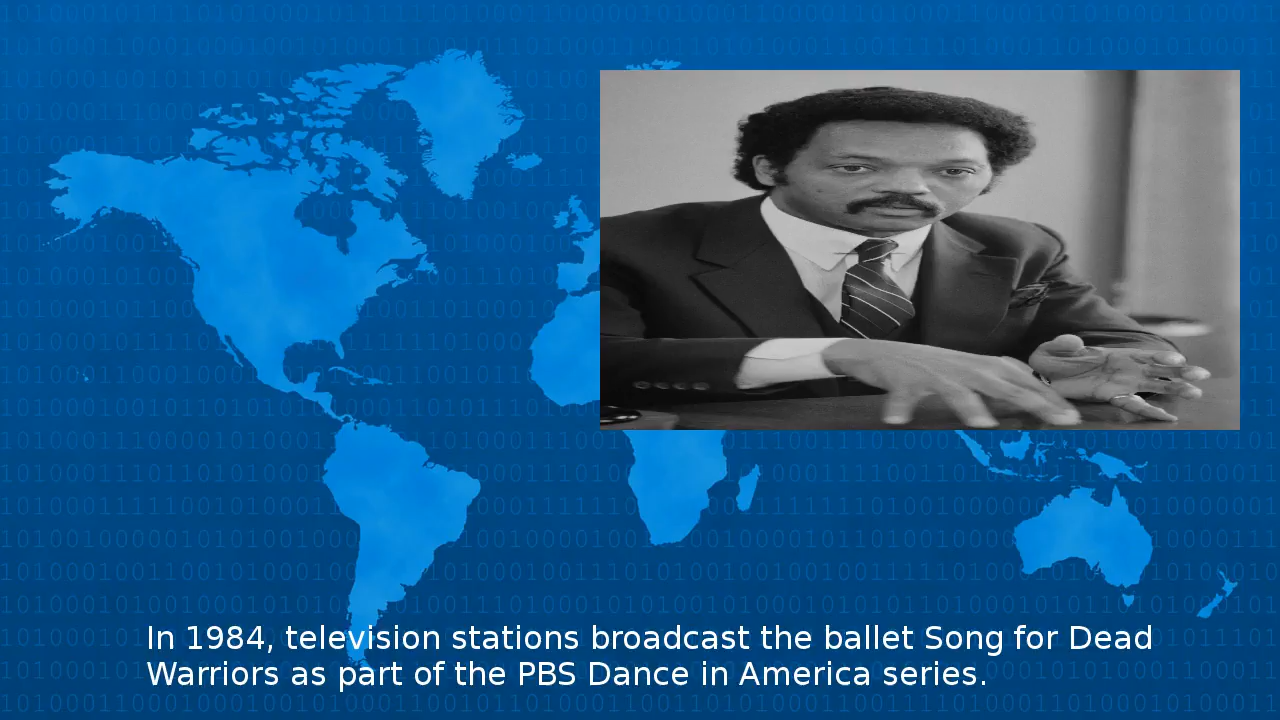 In 1984, television stations broadcast the ballet Song for Dead
Warriors as part of the PBS Dance in America series.